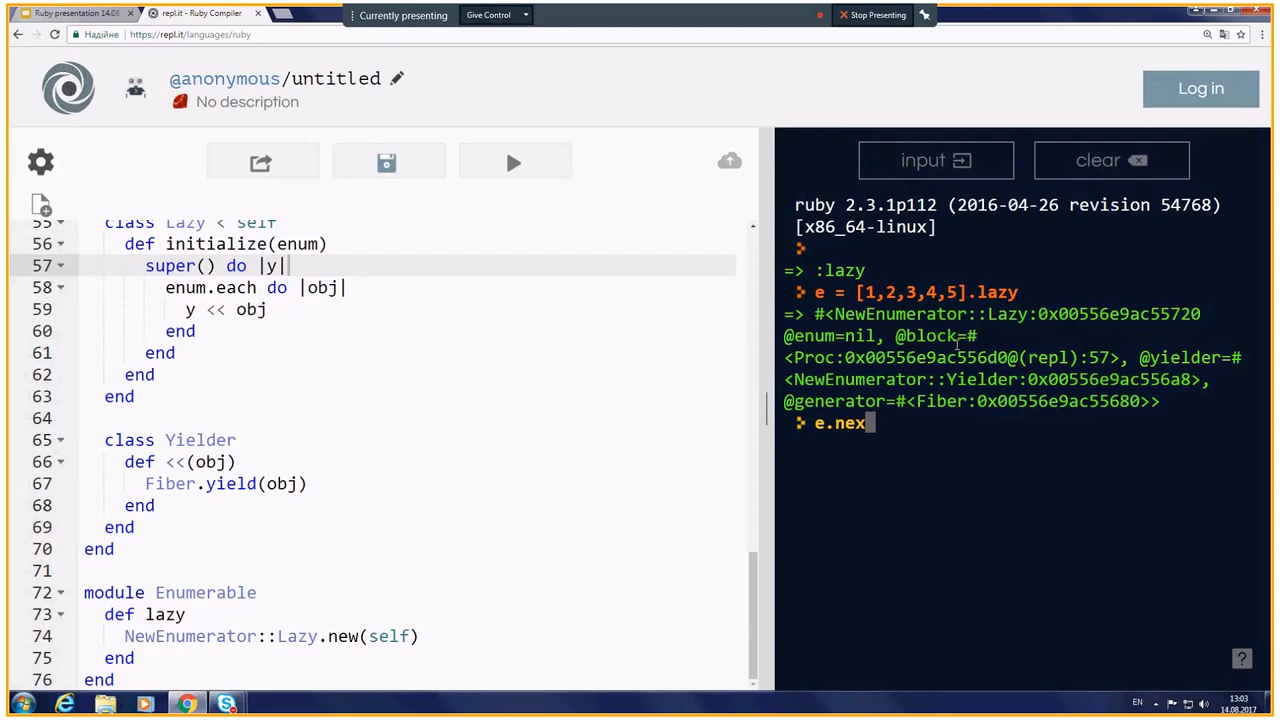 Ruby presentation 14.08
repl.it - Ruby Compiler
Currently presenting
Give Control
Stop Presenting
Надійне
https://repl.it/languages/ruby
@anonymous/untitled
No description
Log in
input
clear
55 class Lazy < self
56 def initialize(enum)
57 super() do |y|
58 enum.each do |obj|
59 y << obj
60 end
61 end
62 end
63 end
64
65 class Yielder
66 def <<(obj)
67 Fiber.yield(obj)
68 end
69 end
70 end
71
72 module Enumerable
73 def lazy
74 NewEnumerator::Lazy.new(self)
75 end
76 end
ruby 2.3.1p112 (2016-04-26 revision 54768)
[x86_64-linux]
=> :lazy
e = [1,2,3,4,5].lazy
=> #<NewEnumerator::Lazy:0x00556e9ac55720
@enum=nil, @block=#
<Proc:0x00556e9ac556d0@(repl):57>, @yielder=#
<NewEnumerator::Yielder:0x00556e9ac556a8>,
@generator=#<Fiber:0x00556e9ac55680>>
e.nex
?
EN
13:03
14.08.2017